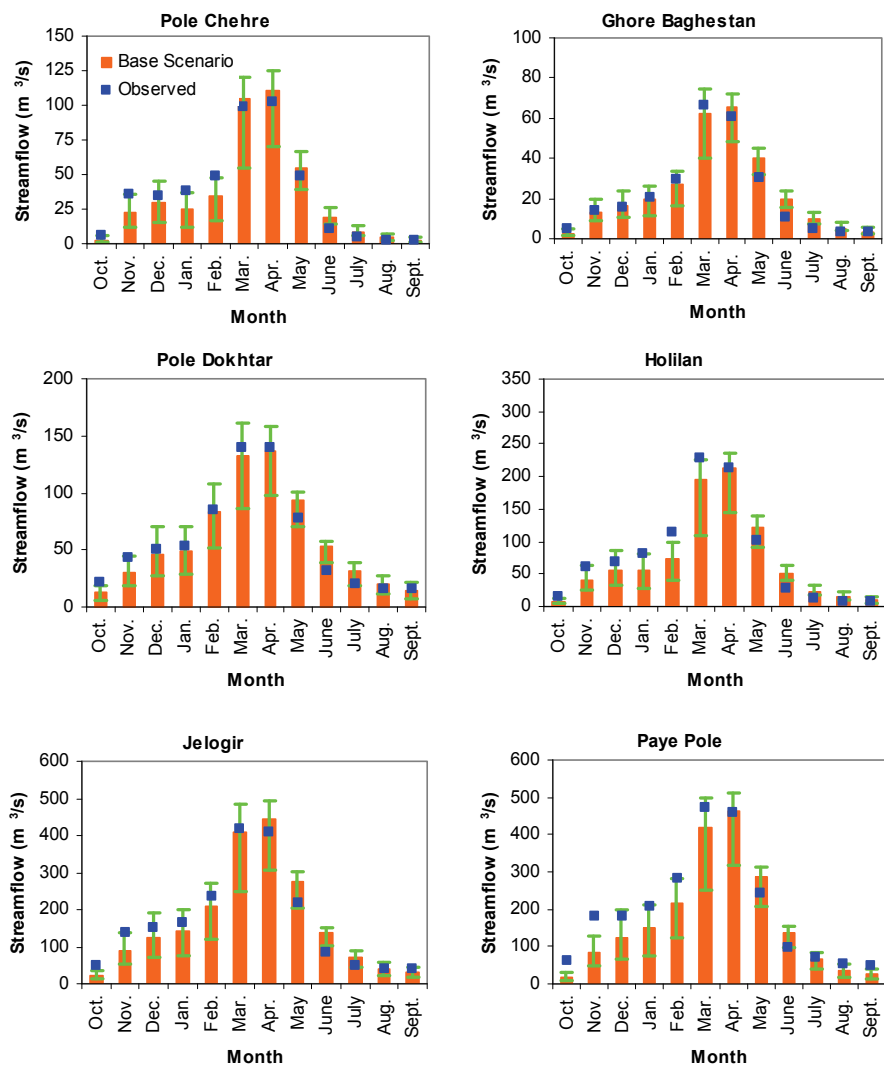 Pole Chehre
Streamflow (m ³/s)
150
125
100
75
50
25
0
Base Scenario
Observed
Oct. Nov. Dec. Jan. Feb. Mar. Apr. May June July Aug. Sept.
Month
Ghore Baghestan
Streamflow (m ³/s)
100
80
60
40
20
0
Oct. Nov. Dec. Jan. Feb. Mar. Apr. May June July Aug. Sept.
Month
Pole Dokhtar
Streamflow (m ³/s)
200
150
100
50
0
Oct. Nov. Dec. Jan. Feb. Mar. Apr. May June July Aug. Sept.
Month
Holilan
Streamflow (m ³/s)
350
300
250
200
150
100
50
0
Oct. Nov. Dec. Jan. Feb. Mar. Apr. May June July Aug. Sept.
Month
Jelogir
Streamflow (m ³/s)
600
500
400
300
200
100
0
Oct. Nov. Dec. Jan. Feb. Mar. Apr. May June July Aug. Sept.
Month
Paye Pole
Streamflow (m ³/s)
600
500
400
300
200
100
0
Oct. Nov. Dec. Jan. Feb. Mar. Apr. May June July Aug. Sept.
Month